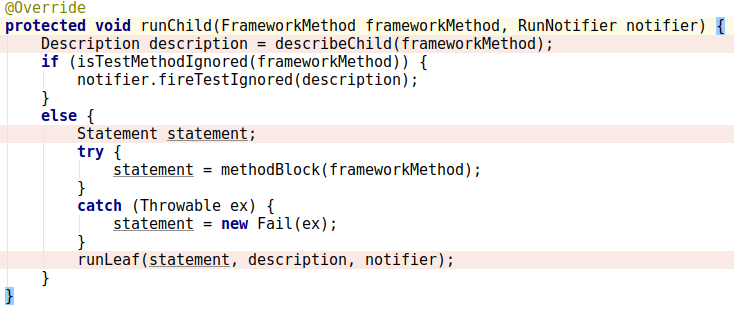 @Override
protected void runChild(FrameworkMethod frameworkMethod, RunNotifier notifier) {
    Description description = describeChild(frameworkMethod);
    if (isTestMethodIgnored(frameworkMethod)) {
        notifier.fireTestIgnored(description);
    }
    else {
        Statement statement;
        try {
            statement = methodBlock(frameworkMethod);
        }
        catch (Throwable ex) {
            statement = new Fail(ex);
        }
        runLeaf(statement, description, notifier);
    }
}